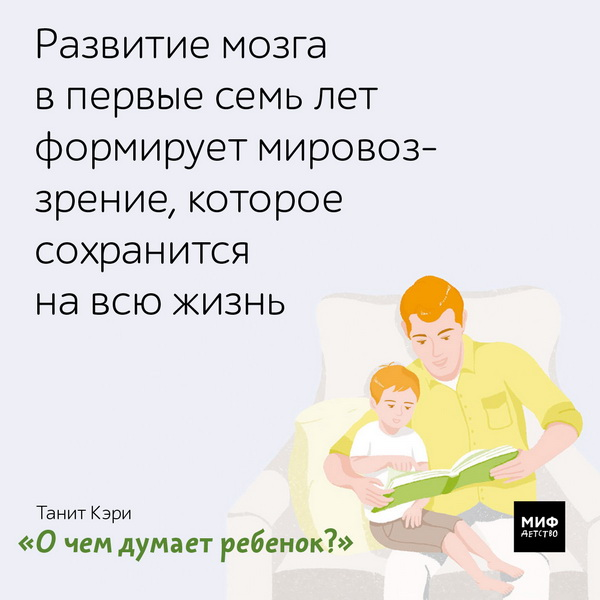 Развитие мозга
в первые семь лет
формирует мировоз-
зрение, которое
сохранится
на всю жизнь
Танит Кэри
«О чем думает ребенок?»
МИФ
ДЕТСТВО